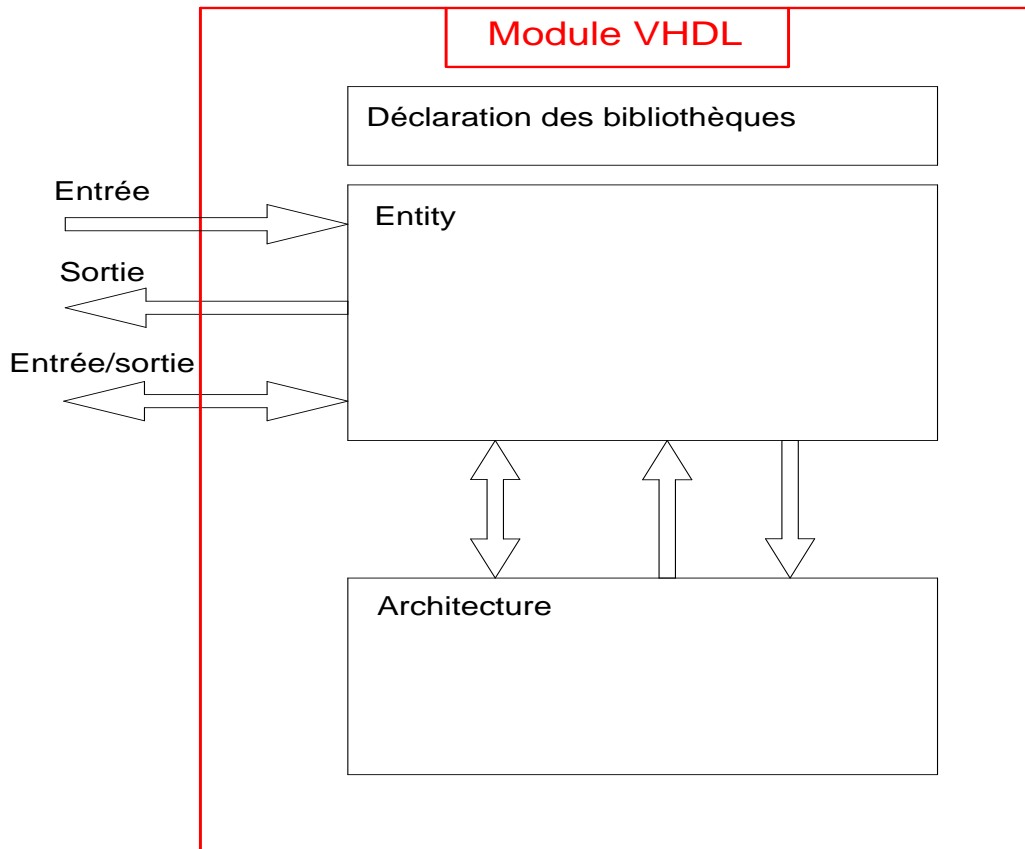 Module VHDL
Déclaration des bibliothèques
Entrée
Entity
Sortie
Entrée/sortie
Architecture